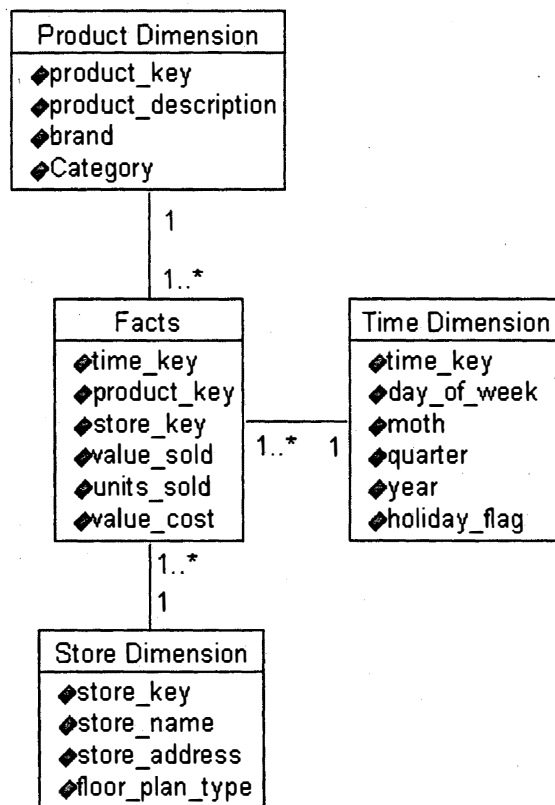 Product Dimension
product_key
product_description
brand
Category
1
1..*
Facts
time_key
product_key
store_key
value_sold
units_sold
value_cost
1..*
1
Time Dimension
time_key
day_of_week
moth
quarter
year
holiday_flag
1..*
1
Store Dimension
store_key
store_name
store_address
floor_plan_type